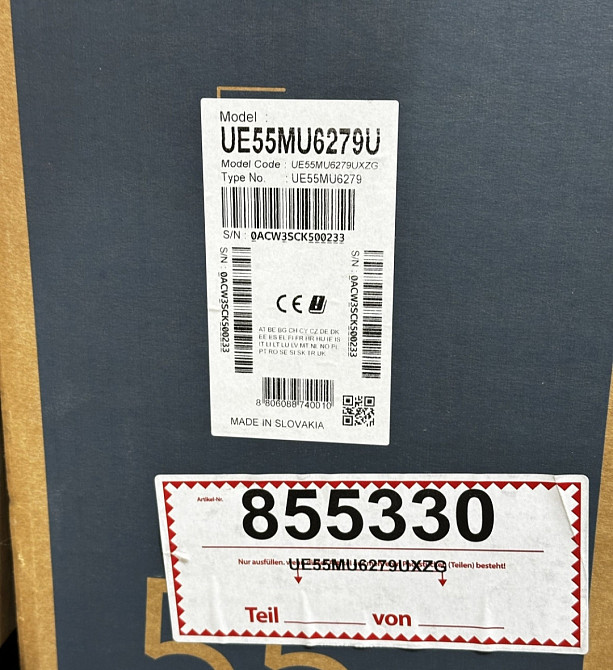 Model :
UE55MU6279U
Model Code : UE55MU6279UXZG
Type No. : UE55MU6279
S/N : 0ACW3SCK500233
S/N : 0ACW3SCK500233
S/N : 0ACW3SCK500233
CE
AT BE BG CH CY CZ DE DK
EE ES EL FI FR HR HU IE IS
IT LI LT LU LV MT NL NO PL
PT RO SE SI SK TR UK
8 806088 740010
MADE IN SLOVAKIA
Artikel-Nr.
855330
Nur ausfüllen, (Teilen) besteht!
UE55MU6279UXZG
Teil von
55